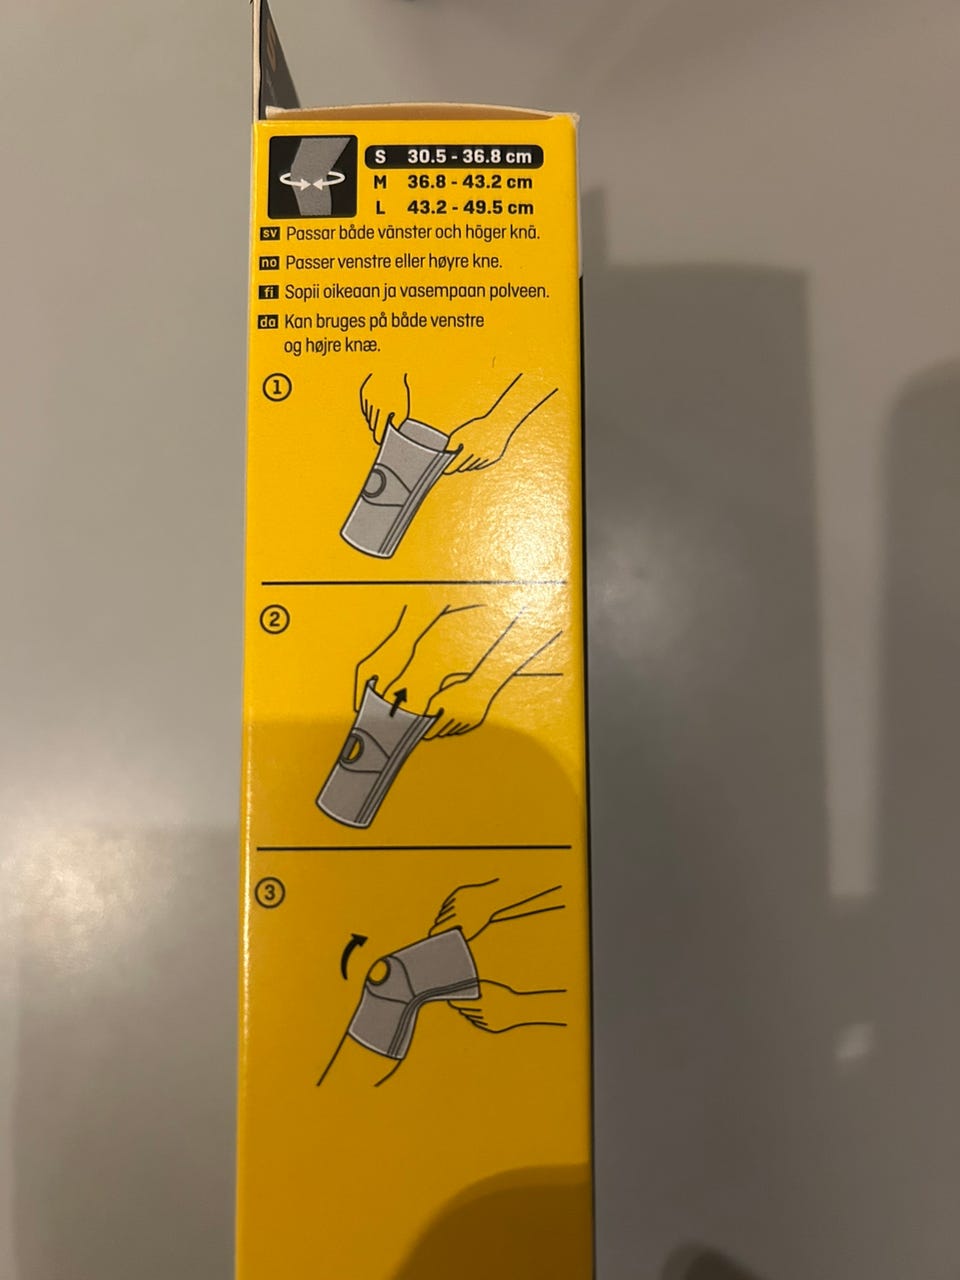 S 30.5 - 36.8 cm
M 36.8 - 43.2 cm
L 43.2 - 49.5 cm
sv Passar både vänster och höger knä.
no Passer venstre eller høyre kne.
fi Sopii oikeaan ja vasempaan polveen.
da Kan bruges på både venstre
og højre knæ.
1
2
3